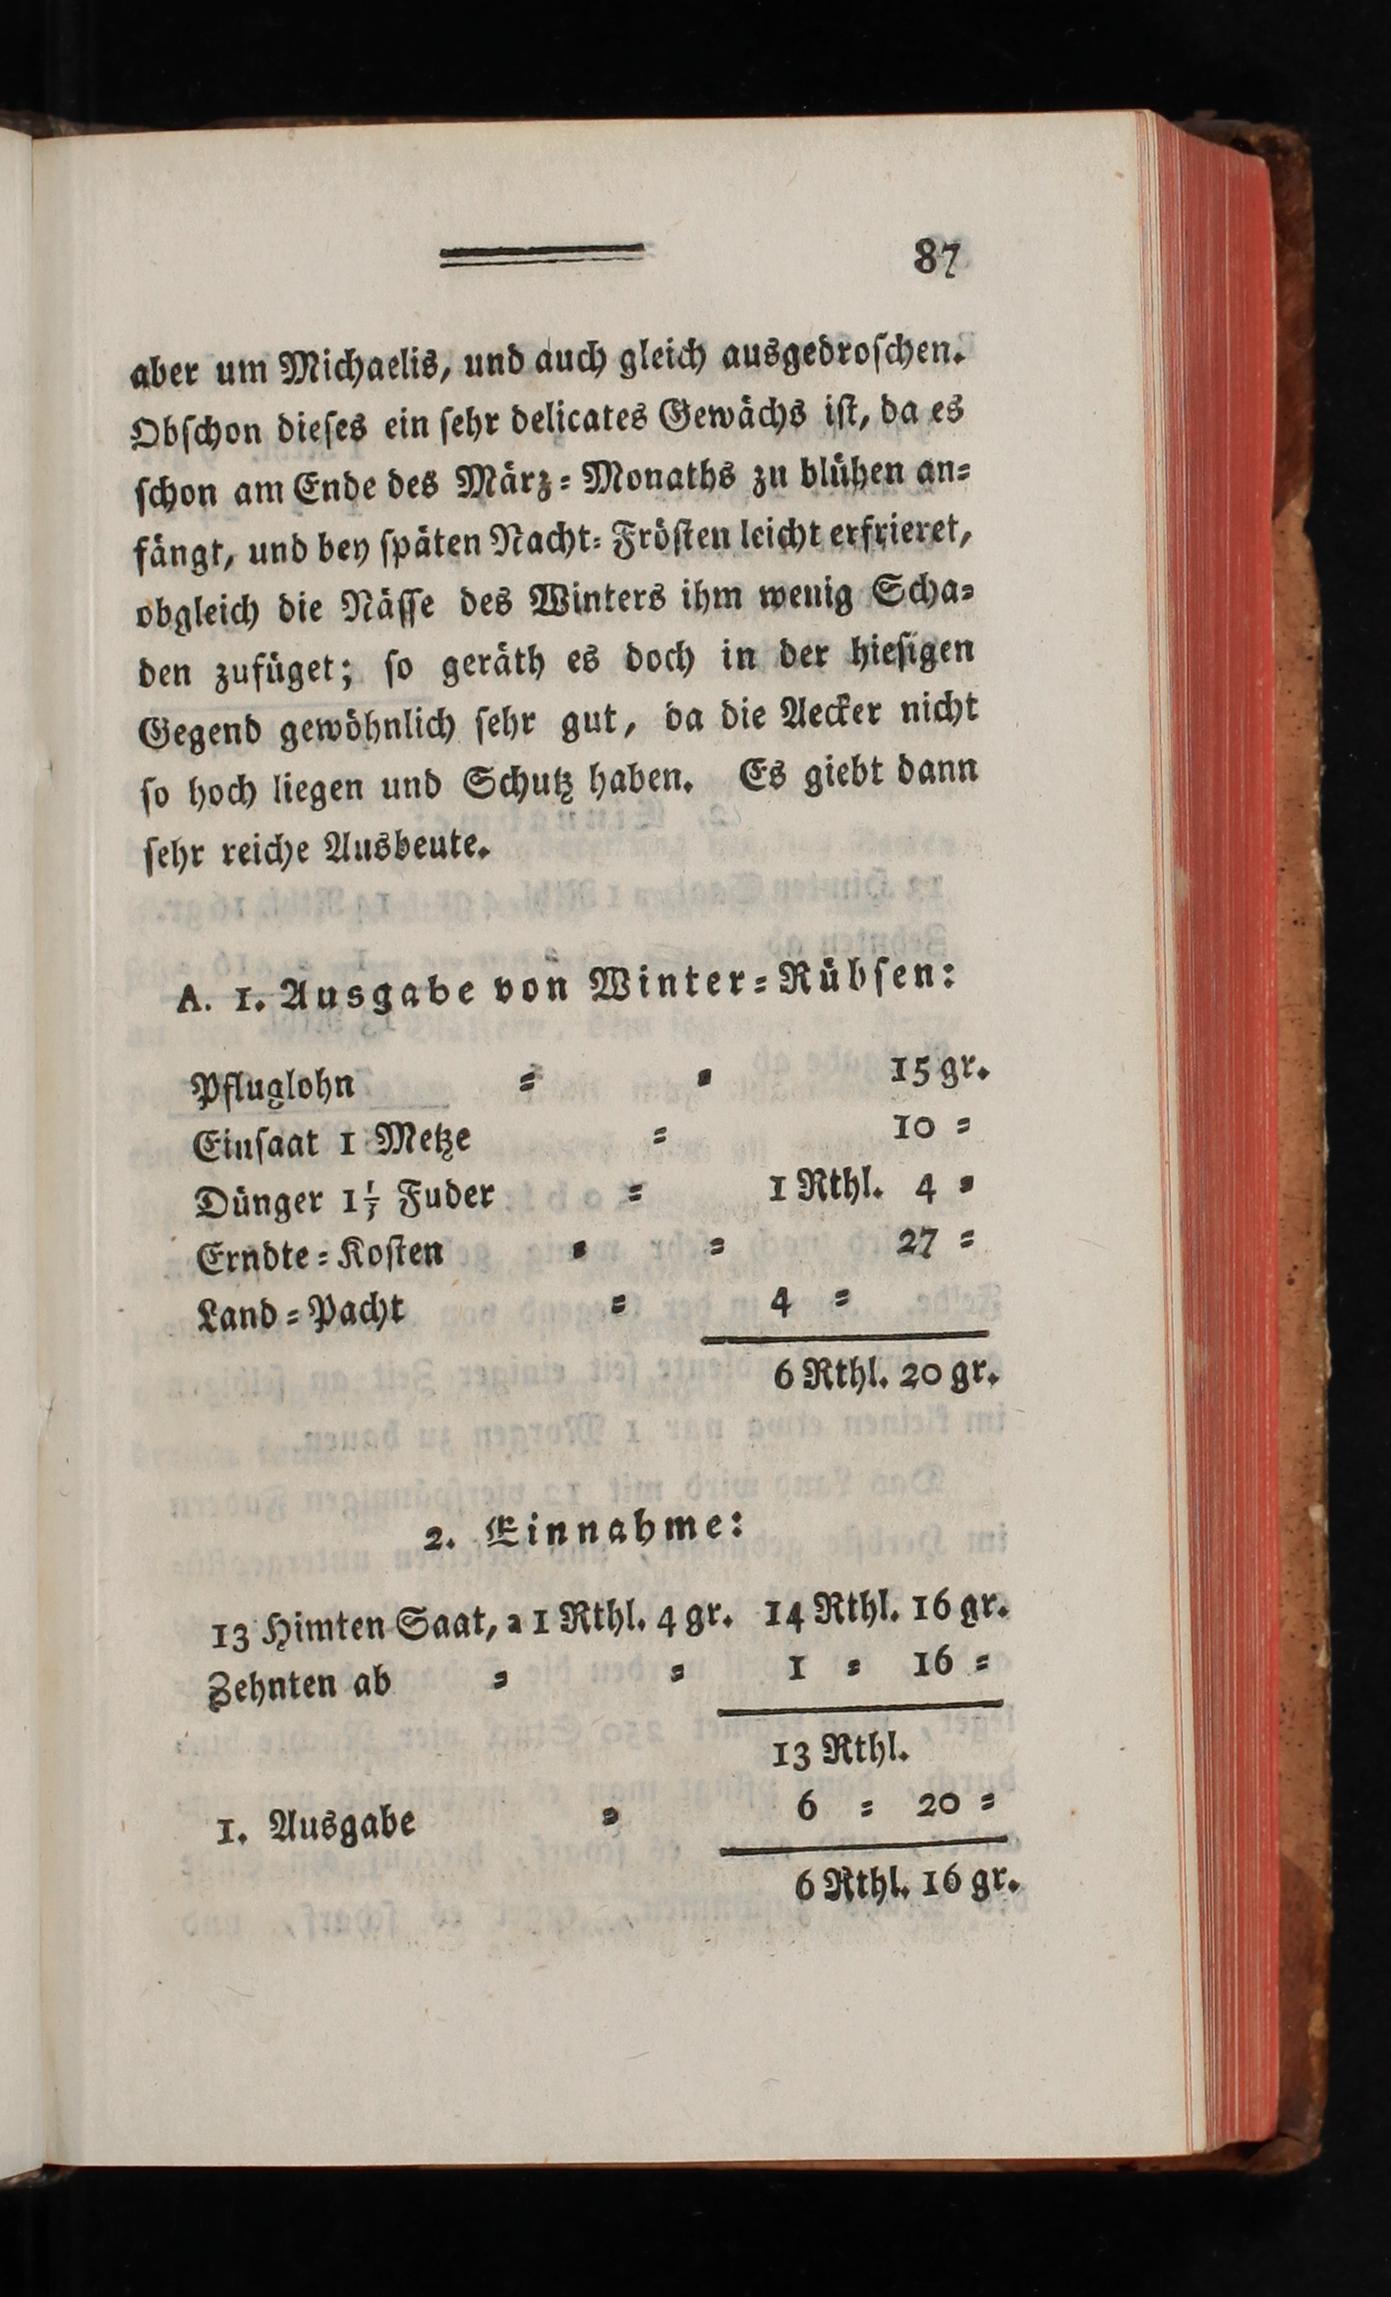 87
aber um Michaelis, und auch gleich ausgedroſchen.
Obſchon dieſes ein ſehr delicates Gewächs iſt, da es
ſchon am Ende des März⸗Monaths zu blühen an⸗
fängt, und bey ſpäten Nacht⸗Fröſten leicht erfrieret,
obgleich die Näſſe des Winters ihm wenig Scha⸗
den zufüget; ſo geräth es doch in der hieſigen
Gegend gewöhnlich ſehr gut, da die Aecker nicht
ſo hoch liegen und Schutz haben. Es giebt dann
ſehr reiche Ausbeute.
A. 1. Ausgabe von Winter⸗Rübſen:
Pfluglohn ⸗ ⸗ 15 gr.
Einſaat 1 Metze ⸗ 10 ⸗
Dünger 1 Fuder ⸗ 1 Rthl. 4 ⸗
Erndte⸗Koſten ⸗ ⸗ 27 ⸗
Land⸗Pacht ⸗ 4 ⸗
6 Rthl. 20 gr.
2. Einnahme:
13 Himten Saat, a 1 Rthl. 4 gr. 14 Rthl. 16 gr.
Zehnten ab ⸗ ⸗ 1 ⸗ 16 ⸗
13 Rthl.
1. Ausgabe ⸗ 6 ⸗ 20 ⸗
6 Rthl. 16 gr.